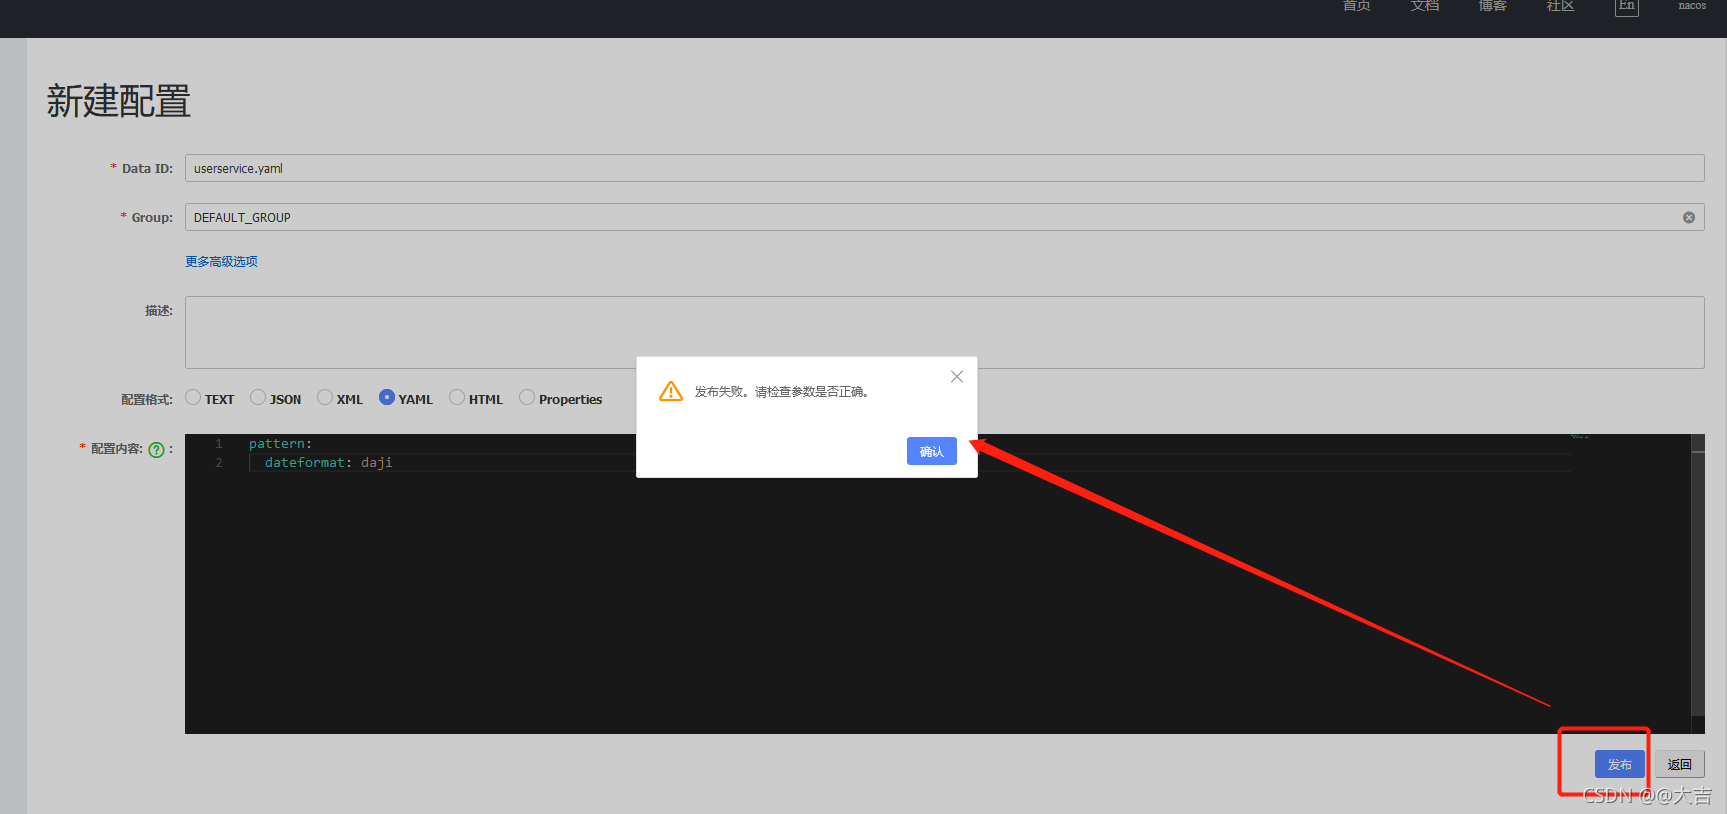 首页 文档 博客 社区 En nacos
新建配置
* Data ID: userservice.yaml
* Group: DEFAULT_GROUP
更多高级选项
描述:
配置格式: TEXT JSON XML YAML HTML Properties
* 配置内容: ? :
1 pattern:
2 dateformat: daji
发布失败。请检查参数是否正确。
确认
发布 返回
CSDN @@大吉